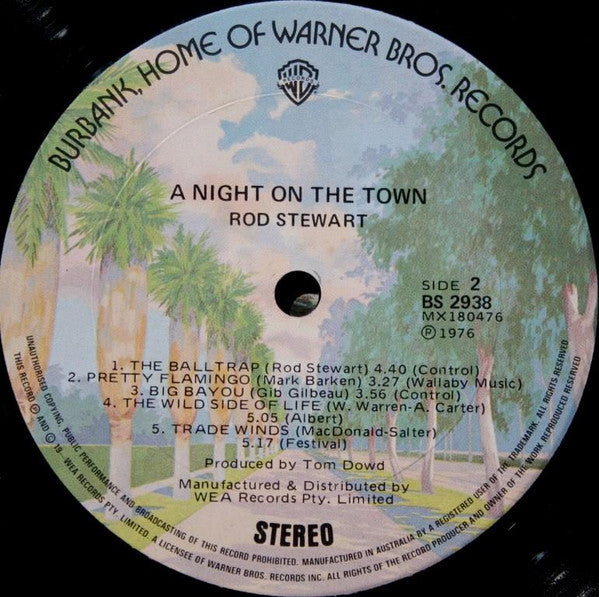 BURBANK, HOME OF WARNER BROS. RECORDS
WB
RECORDS
A NIGHT ON THE TOWN
ROD STEWART
SIDE 2
BS 2938
MX180476
Ⓟ 1976
1. THE BALLTRAP (Rod Stewart) 4.40 (Control)
2. PRETTY FLAMINGO (Mark Barken) 3.27 (Wallaby Music)
3. BIG BAYOU (Gib Gilbeau) 3.56 (Control)
4. THE WILD SIDE OF LIFE (W. Warren-A. Carter)
5.05 (Albert)
5. TRADE WINDS (MacDonald-Salter)
5.17 (Festival)
Produced by Tom Dowd
Manufactured & Distributed by
WEA Records Pty. Limited
STEREO
UNAUTHORISED COPYING, PUBLIC PERFORMANCE AND BROADCASTING OF THIS RECORD PROHIBITED. MANUFACTURED IN AUSTRALIA BY A REGISTERED USER OF THE TRADEMARK. ALL RIGHTS RESERVED
THIS RECORD Ⓟ AND © 19 WEA RECORDS PTY. LIMITED. A LICENSEE OF WARNER BROS. RECORDS INC. ALL RIGHTS OF THE RECORD PRODUCER AND OWNER OF THE WORK REPRODUCED RESERVED